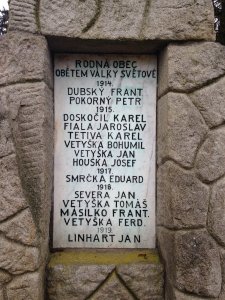 RODNÁ OBEC
OBĚTEM VÁLKY SVĚTOVÉ
1914.
DUBSKÝ FRANT.
POKORNÝ PETR
1915.
DOSKOČIL KAREL
FIALA JAROSLAV
TETIVA KAREL
VETYŠKA BOHUMIL
VETYŠKA JAN
HOUSKA JOSEF
1917.
SMRČKA EDUARD
1918.
SEVERA JAN
VETYŠKA TOMÁŠ
MASILKO FRANT.
VETYŠKA FERD.
1919.
LINHART JAN